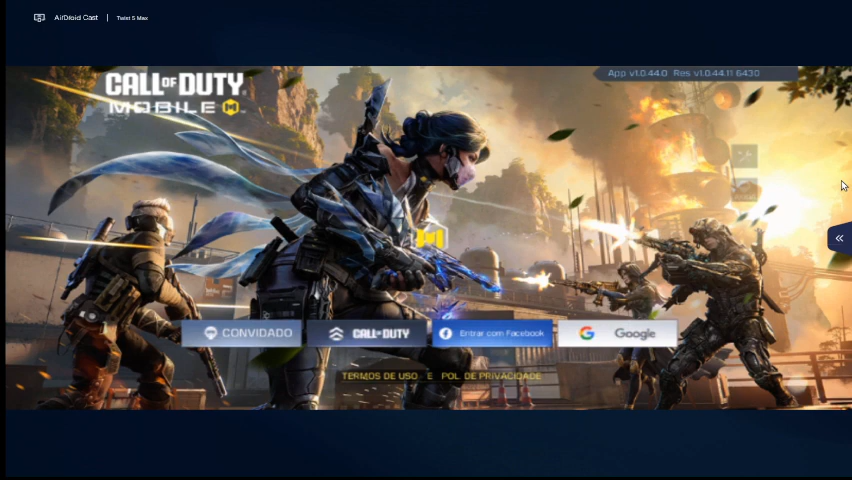 AirDroid Cast | Twist 5 Max
App v1.0.44.0 Res v1.0.44.11 6430
CALL OF DUTY
MOBILE
CONVIDADO
CALL OF DUTY
Entrar com Facebook
Google
TERMOS DE USO E POL. DE PRIVACIDADE